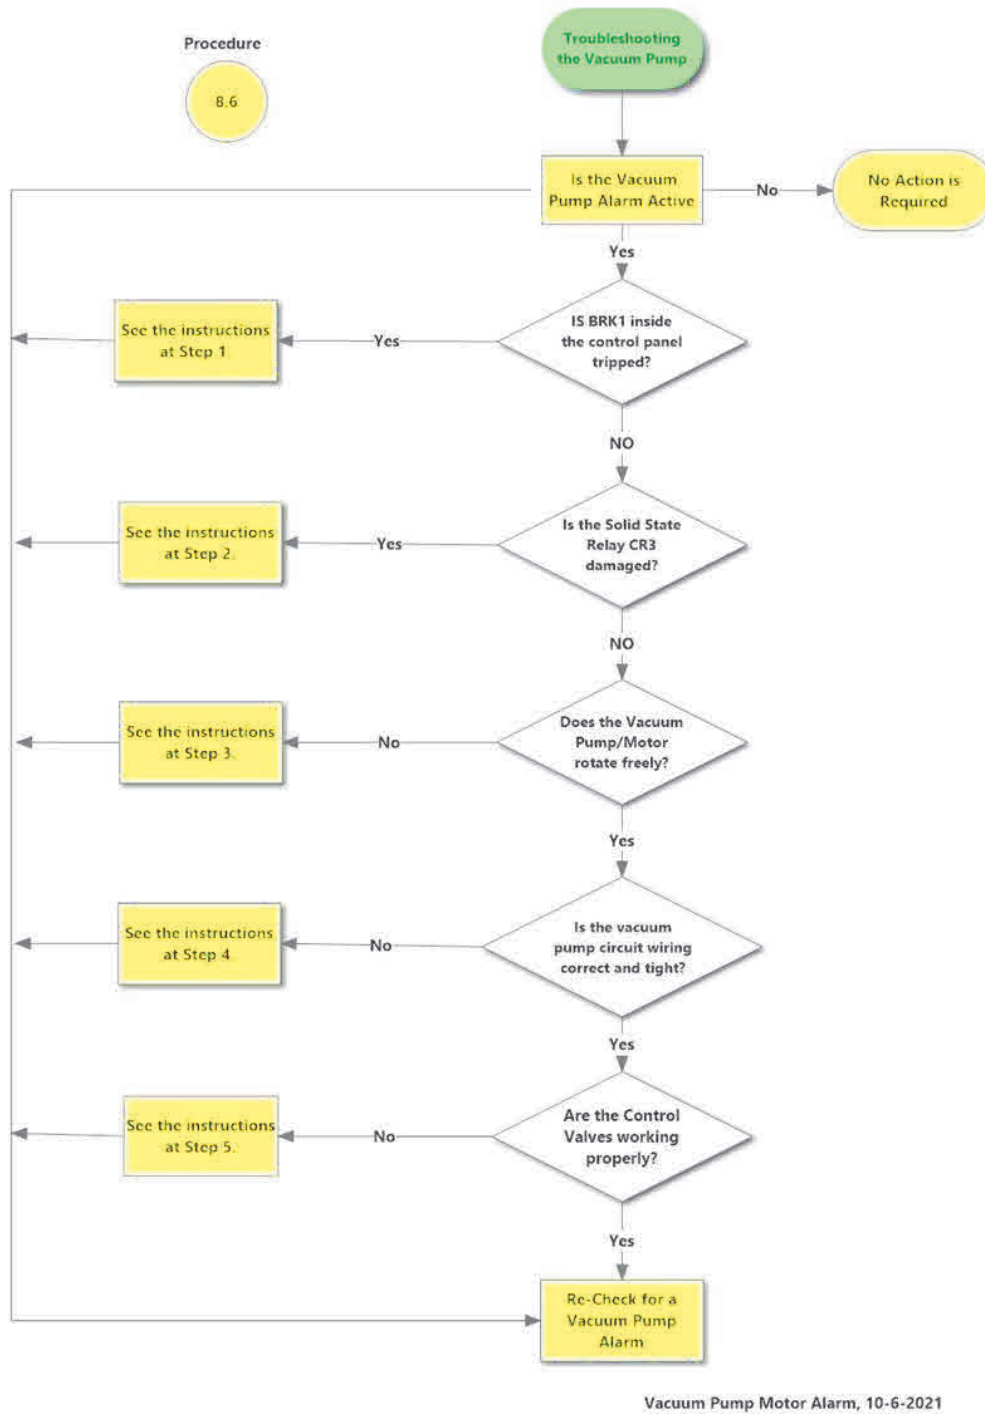 Procedure
8.6
Troubleshooting
the Vacuum Pump
Is the Vacuum
Pump Alarm Active
No
No Action is
Required
Yes
IS BRK1 inside
the control panel
tripped?
Yes
See the instructions
at Step 1.
NO
Is the Solid State
Relay CR3
damaged?
Yes
See the instructions
at Step 2.
NO
Does the Vacuum
Pump/Motor
rotate freely?
No
See the instructions
at Step 3.
Yes
Is the vacuum
pump circuit wiring
correct and tight?
No
See the instructions
at Step 4.
Yes
Are the Control
Valves working
properly?
No
See the instructions
at Step 5.
Yes
Re-Check for a
Vacuum Pump
Alarm
Vacuum Pump Motor Alarm, 10-6-2021